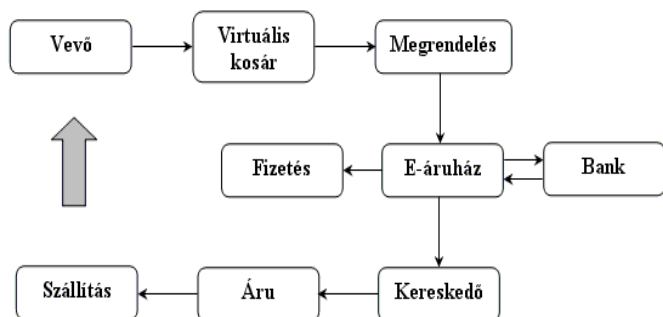 Vevő
Virtuális
kosár
Megrendelés
Fizetés
E-áruház
Bank
Szállítás
Áru
Kereskedő